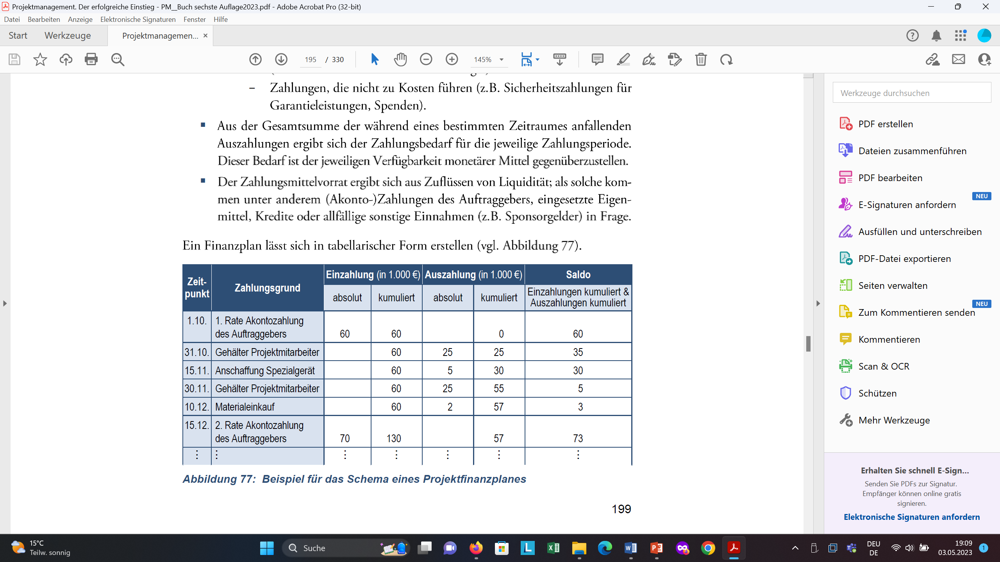 Projektmanagement. Der erfolgreiche Einstieg - PM__Buch sechste Auflage2023.pdf - Adobe Acrobat Pro (32-bit)
Datei Bearbeiten Anzeige Elektronische Signaturen Fenster Hilfe
Start Werkzeuge Projektmanagemen... ×
195 / 330 145%
– Zahlungen, die nicht zu Kosten führen (z.B. Sicherheitszahlungen für
Garantieleistungen, Spenden).
▪ Aus der Gesamtsumme der während eines bestimmten Zeitraumes anfallenden
Auszahlungen ergibt sich der Zahlungsbedarf für die jeweilige Zahlungsperiode.
Dieser Bedarf ist der jeweiligen Verfügbarkeit monetärer Mittel gegenüberzustellen.
▪ Der Zahlungsmittelvorrat ergibt sich aus Zuflüssen von Liquidität; als solche kom-
men unter anderem (Akonto-)Zahlungen des Auftraggebers, eingesetzte Eigen-
mittel, Kredite oder allfällige sonstige Einnahmen (z.B. Sponsorgelder) in Frage.
Ein Finanzplan lässt sich in tabellarischer Form erstellen (vgl. Abbildung 77).
Zeit-
punkt
Zahlungsgrund
Einzahlung (in 1.000 €) Auszahlung (in 1.000 €) Saldo
absolut kumuliert absolut kumuliert
Einzahlungen kumuliert &
Auszahlungen kumuliert
1.10. 1. Rate Akontozahlung
des Auftraggebers 60 60 0 60
31.10. Gehälter Projektmitarbeiter 60 25 25 35
15.11. Anschaffung Spezialgerät 60 5 30 30
30.11. Gehälter Projektmitarbeiter 60 25 55 5
10.12. Materialeinkauf 60 2 57 3
15.12. 2. Rate Akontozahlung
des Auftraggebers 70 130 57 73
⋮ ⋮ ⋮ ⋮ ⋮ ⋮ ⋮
Abbildung 77: Beispiel für das Schema eines Projektfinanzplanes
199
Werkzeuge durchsuchen
PDF erstellen
Dateien zusammenführen
PDF bearbeiten
NEU
E-Signaturen anfordern
Ausfüllen und unterschreiben
PDF-Datei exportieren
Seiten verwalten
NEU
Zum Kommentieren senden
Kommentieren
Scan & OCR
Schützen
Mehr Werkzeuge
Erhalten Sie schnell E-Sign...
Senden Sie PDFs zur Signatur.
Empfänger können online gratis
signieren.
Elektronische Signaturen anfordern
15°C
Teilw. sonnig
Suche
DEU
DE
19:09
03.05.2023
1